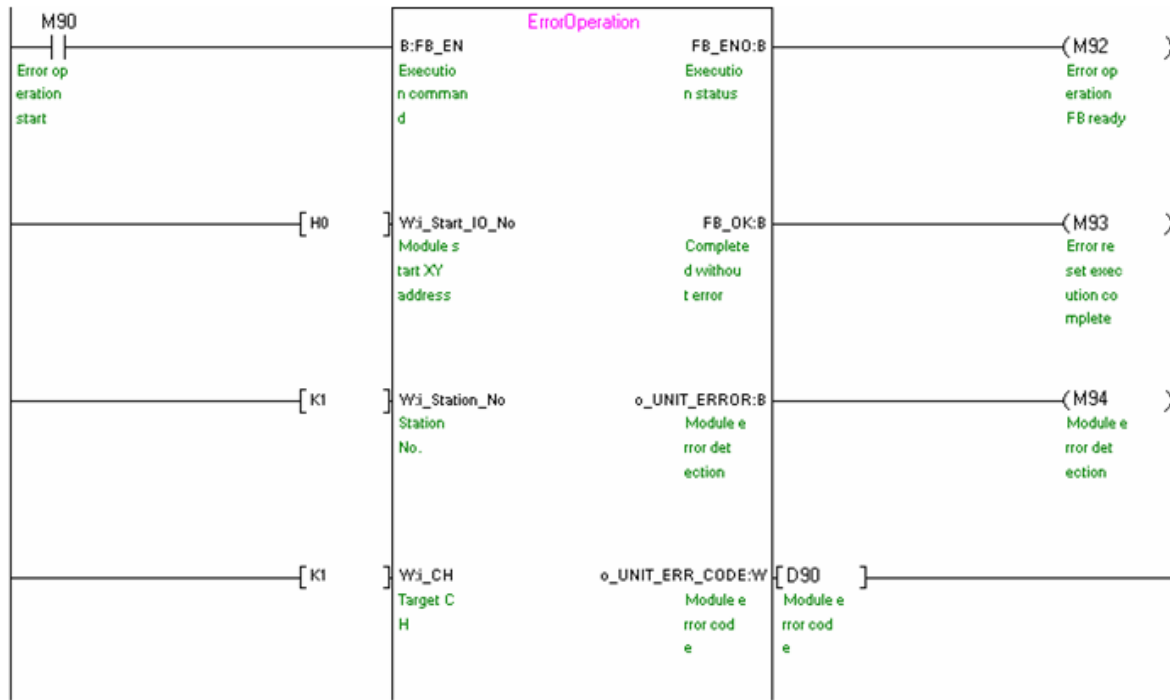 M90
ErrorOperation
B:FB_EN
FB_ENO:B
(M92 )
Error op
eration
start
Executio
n comman
d
Executio
n status
Error op
eration
FB ready
[ H0 ]
W:i_Start_IO_No
FB_OK:B
(M93 )
Module s
tart XY
address
Complete
d withou
t error
Error re
set exec
ution co
mplete
[ K1 ]
W:i_Station_No
o_UNIT_ERROR:B
(M94 )
Station
No.
Module e
rror det
ection
Module e
rror det
ection
[ K1 ]
W:i_CH
o_UNIT_ERR_CODE:W
[ D90 ]
Target C
H
Module e
rror cod
e
Module e
rror cod
e